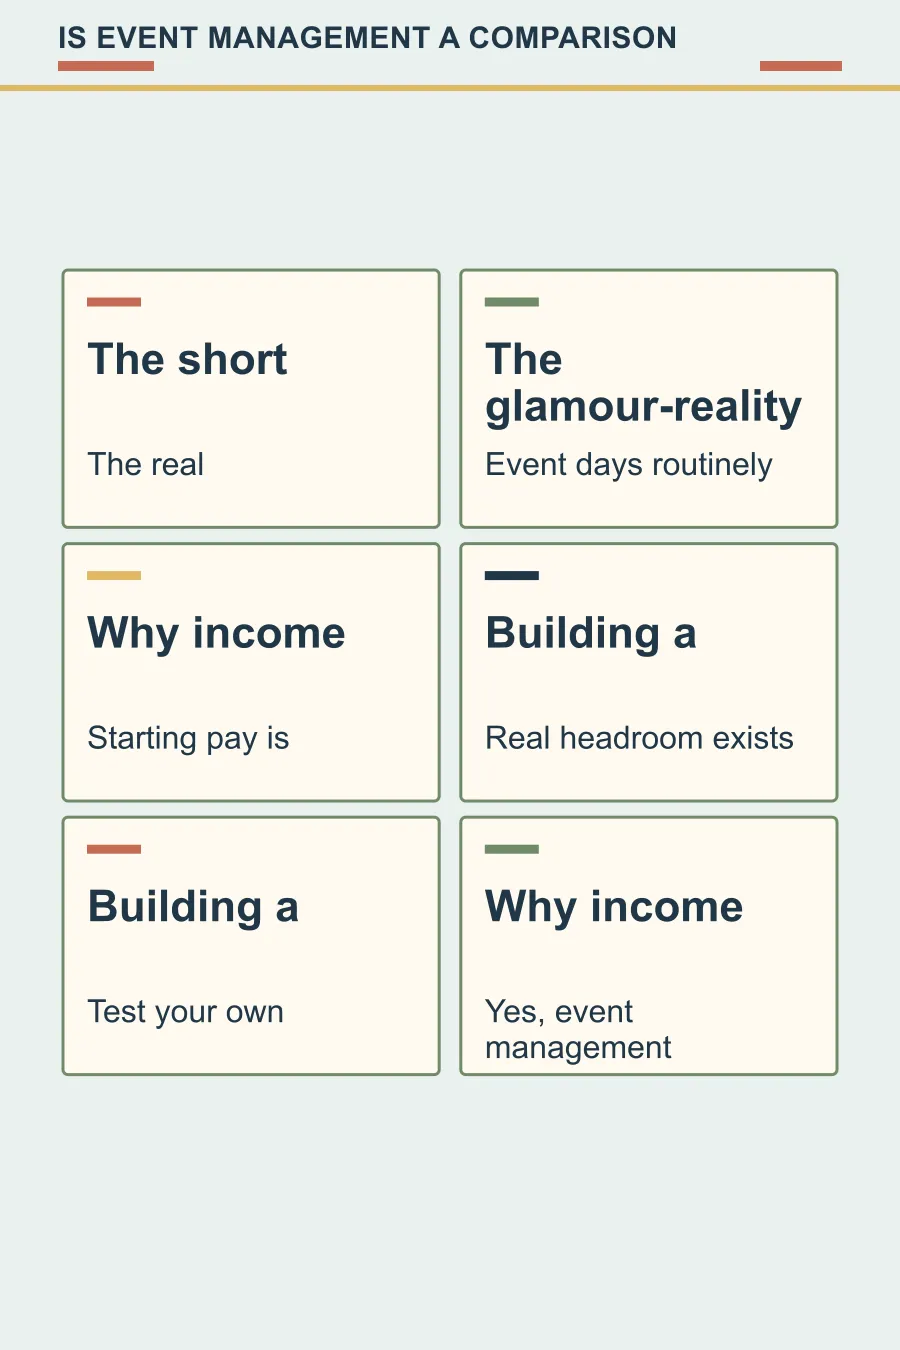 IS EVENT MANAGEMENT A COMPARISON
The short
The real
The
glamour-reality
Event days routinely
Why income
Starting pay is
Building a
Real headroom exists
Building a
Test your own
Why income
Yes, event
management